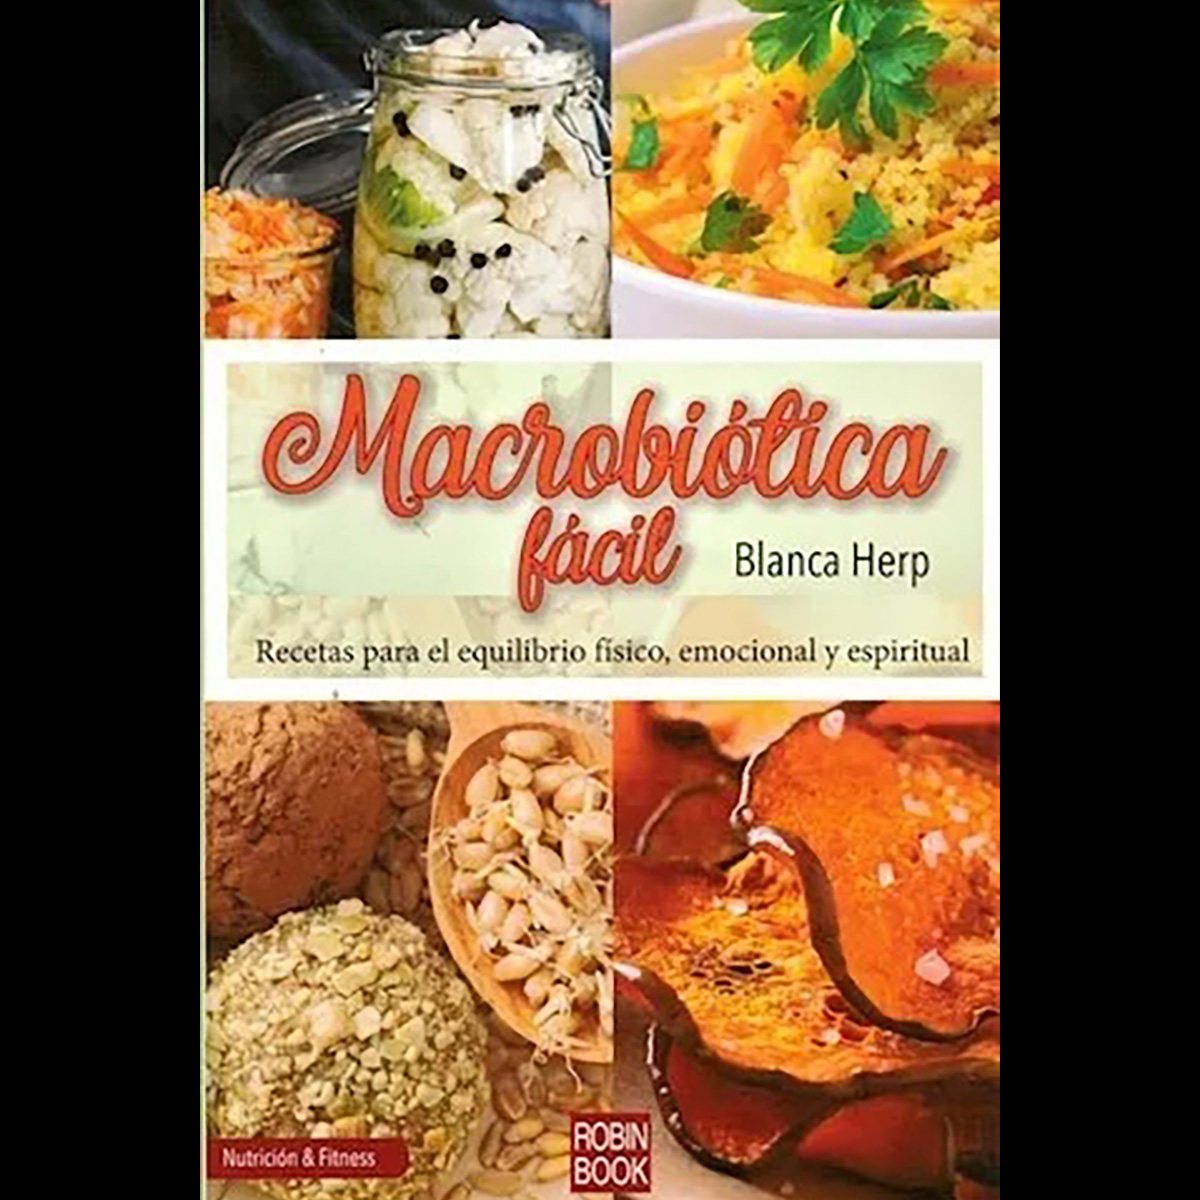 Macrobiótica
fácil
Blanca Herp
Recetas para el equilibrio físico, emocional y espiritual
Nutrición & Fitness
ROBIN
BOOK